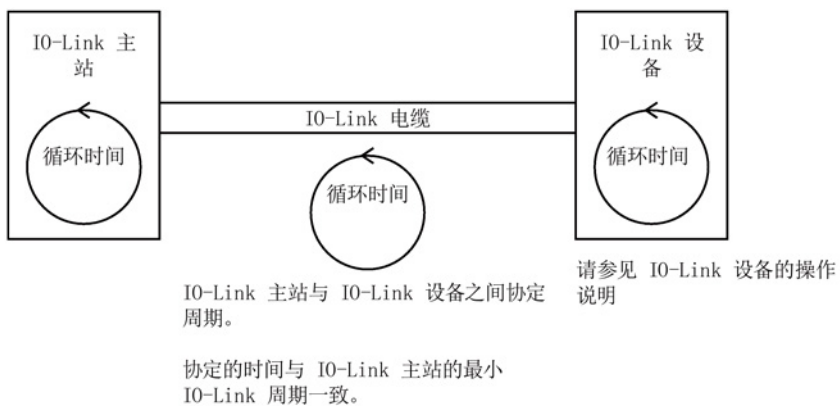 IO-Link 主
站
循环时间
IO-Link 电缆
循环时间
IO-Link 主站与 IO-Link 设备之间协定
周期。
协定的时间与 IO-Link 主站的最小
IO-Link 周期一致。
IO-Link 设
备
循环时间
请参见 IO-Link 设备的操作
说明